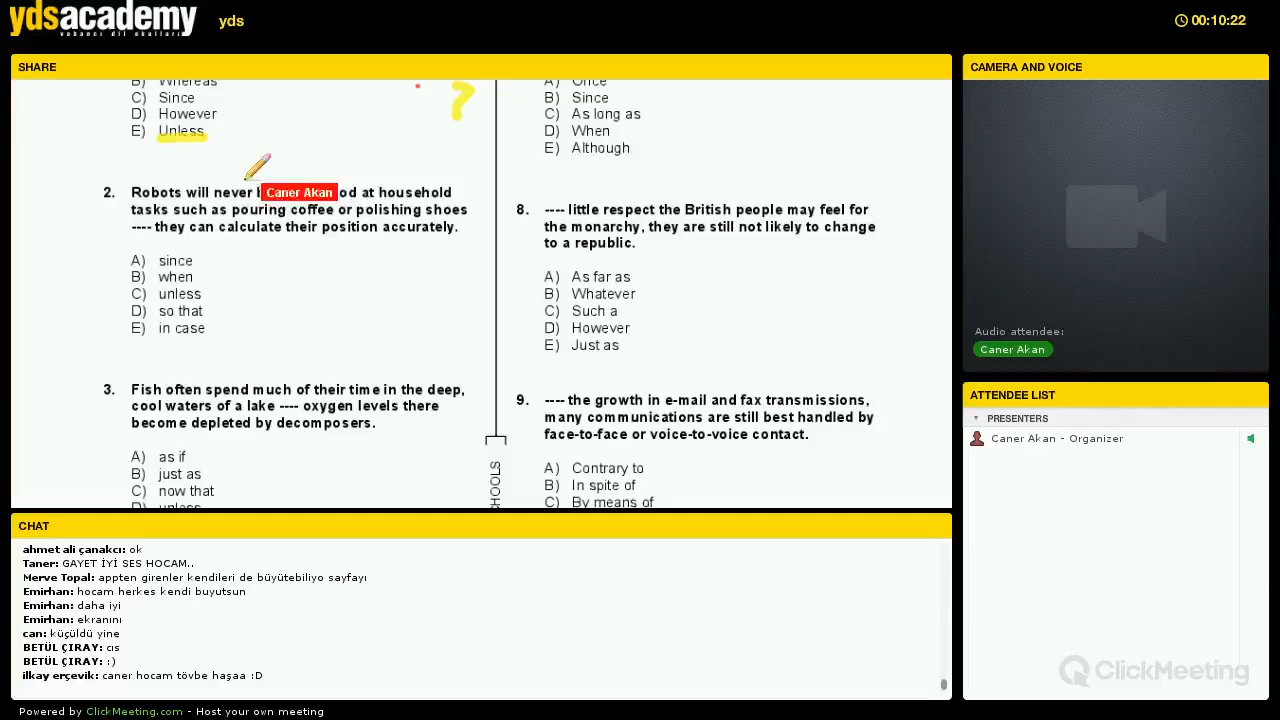 ydsacademy
yabancı dil okulları
yds
00:10:22
SHARE
B) Whereas
C) Since
D) However
E) Unless
?
2. Robots will never b Caner Akan od at household
tasks such as pouring coffee or polishing shoes
---- they can calculate their position accurately.
A) since
B) when
C) unless
D) so that
E) in case
3. Fish often spend much of their time in the deep,
cool waters of a lake ---- oxygen levels there
become depleted by decomposers.
A) as if
B) just as
C) now that
D) unless
HOOLS
A) Once
B) Since
C) As long as
D) When
E) Although
8. ---- little respect the British people may feel for
the monarchy, they are still not likely to change
to a republic.
A) As far as
B) Whatever
C) Such a
D) However
E) Just as
9. ---- the growth in e-mail and fax transmissions,
many communications are still best handled by
face-to-face or voice-to-voice contact.
A) Contrary to
B) In spite of
C) By means of
CAMERA AND VOICE
Audio attendee:
Caner Akan
ATTENDEE LIST
PRESENTERS
Caner Akan - Organizer
ClickMeeting
CHAT
ahmet ali çanakcı: ok
Taner: GAYET İYİ SES HOCAM..
Merve Topal: appten girenler kendileri de büyütebiliyo sayfayı
Emirhan: hocam herkes kendi buyutsun
Emirhan: daha iyi
Emirhan: ekranını
can: küçüldü yine
BETÜL ÇIRAY: cıs
BETÜL ÇIRAY: :)
ilkay erçevik: caner hocam tövbe haşaa :D
Powered by ClickMeeting.com - Host your own meeting